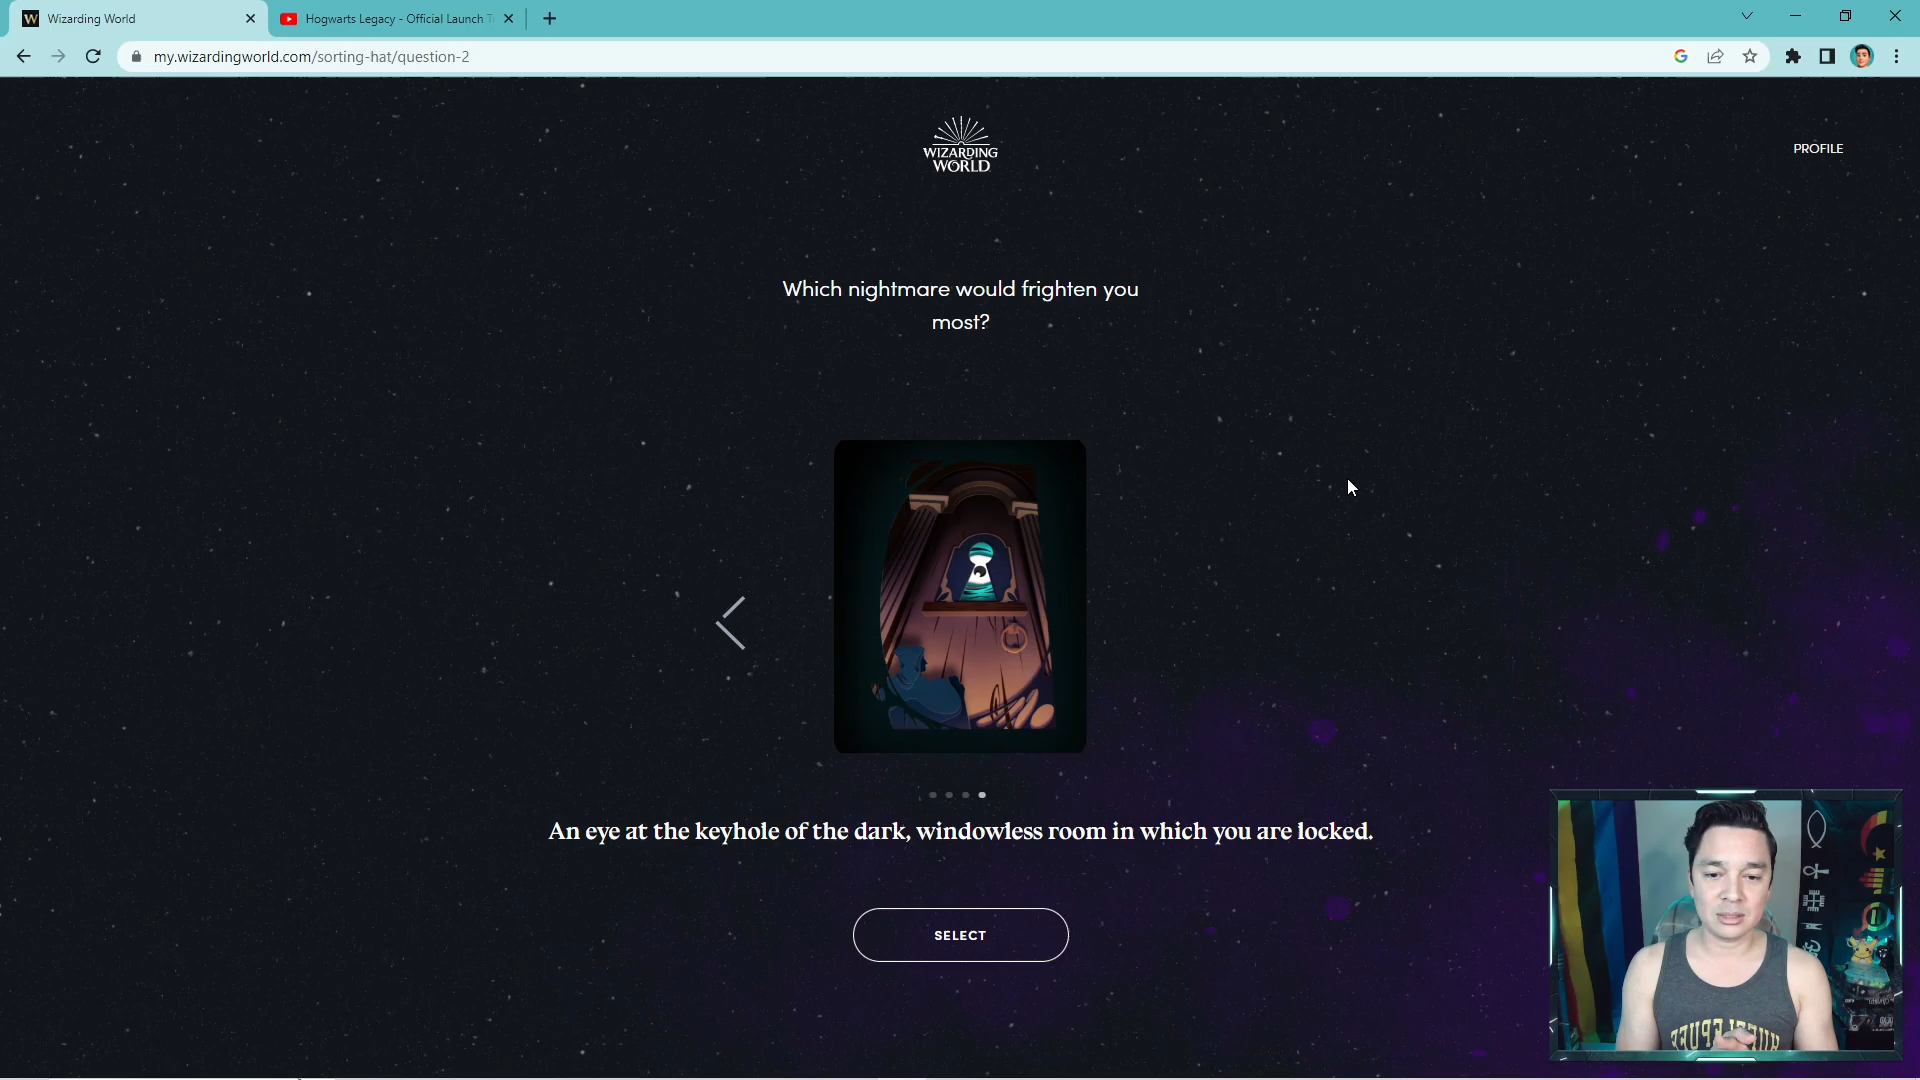 Wizarding World
Hogwarts Legacy - Official Launch T
my.wizardingworld.com/sorting-hat/question-2
WIZARDING
WORLD
PROFILE
Which nightmare would frighten you
most?
An eye at the keyhole of the dark, windowless room in which you are locked.
SELECT
HUFFLEPUFF